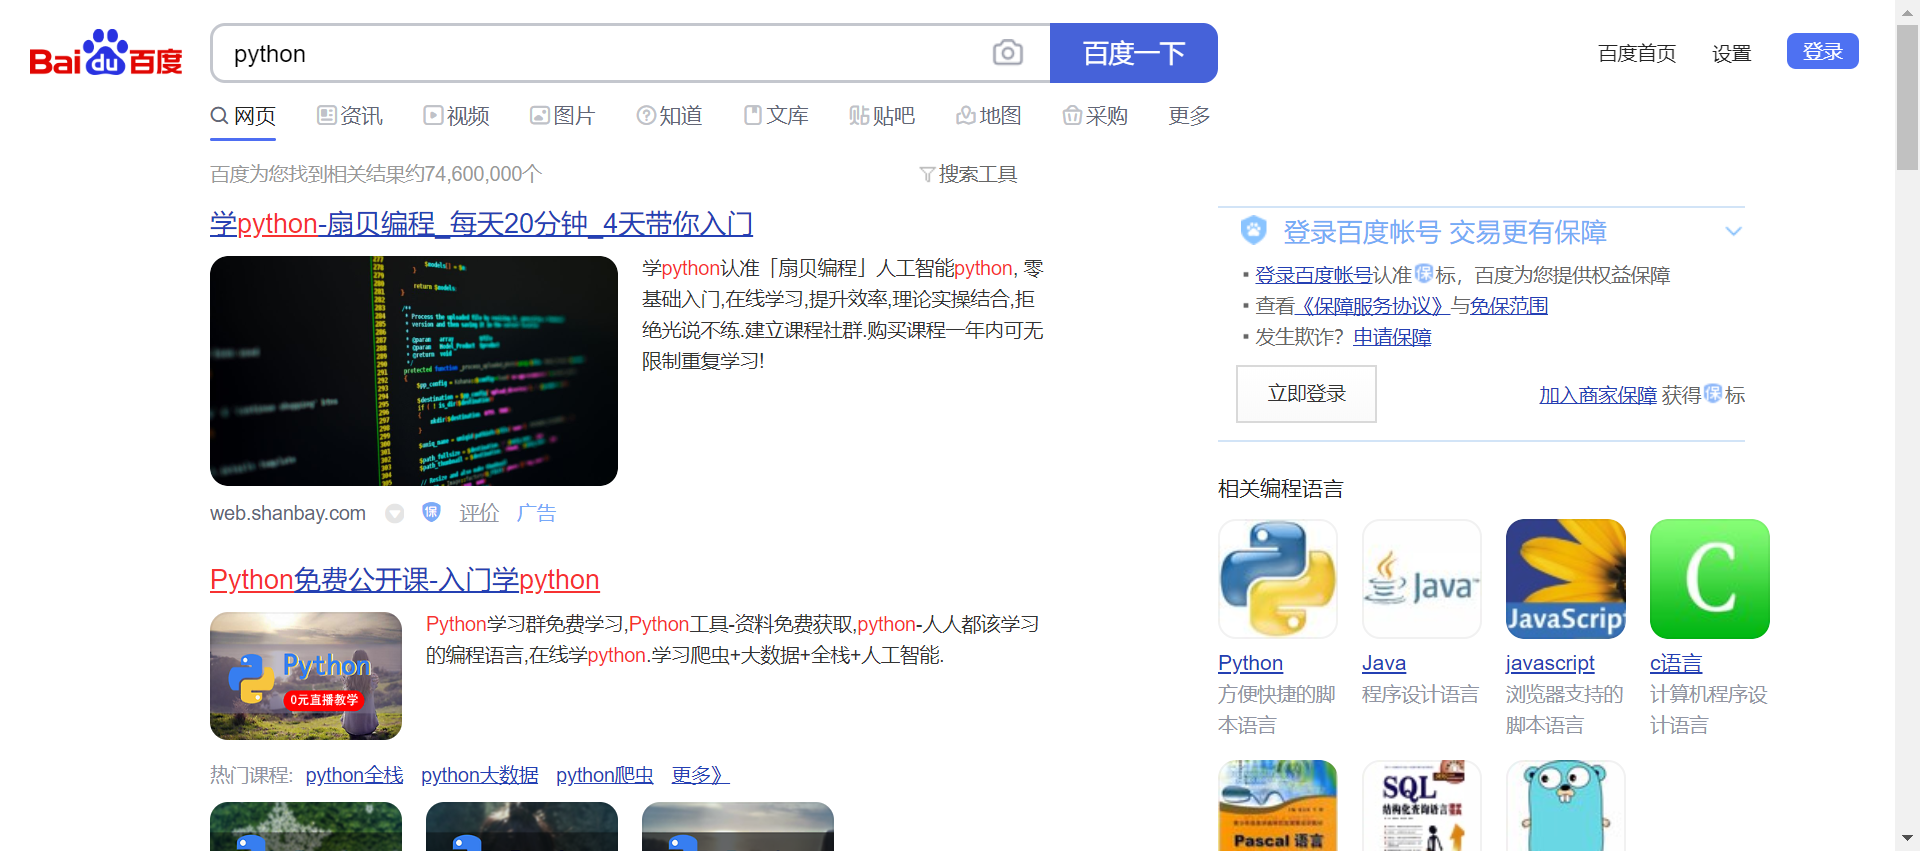 Bai du 百度
python
百度一下
百度首页 设置 登录
网页 资讯 视频 图片 知道 文库 贴吧 地图 采购 更多
百度为您找到相关结果约74,600,000个
搜索工具
学python-扇贝编程_每天20分钟_4天带你入门
学python认准「扇贝编程」人工智能python, 零
基础入门,在线学习,提升效率,理论实操结合,拒
绝光说不练.建立课程社群.购买课程一年内可无
限制重复学习!
web.shanbay.com 保 评价 广告
Python免费公开课-入门学python
Python
0元直播教学
Python学习群免费学习,Python工具-资料免费获取,python-人人都该学习
的编程语言,在线学python.学习爬虫+大数据+全栈+人工智能.
热门课程: python全栈 python大数据 python爬虫 更多》
登录百度帐号 交易更有保障
▪ 登录百度帐号认准保标，百度为您提供权益保障
▪ 查看《保障服务协议》与免保范围
▪ 发生欺诈？申请保障
立即登录
加入商家保障 获得保标
相关编程语言
Java
JavaScrip
C
Python
方便快捷的脚
本语言
Java
程序设计语言
javascript
浏览器支持的
脚本语言
c语言
计算机程序设
计语言
Pascal 语言
SQL
结构化查询语言